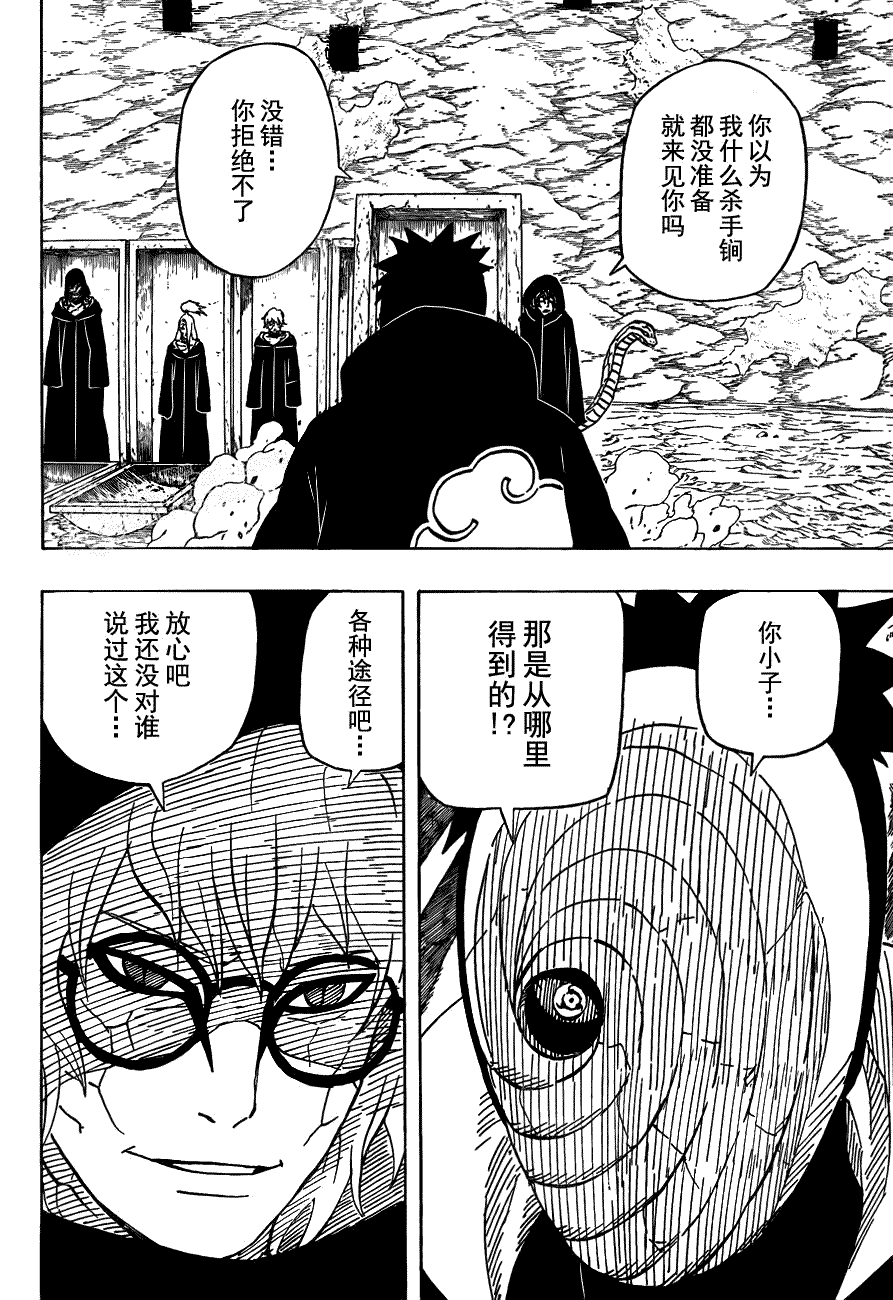 你以为
我什么杀手锏
都没准备
就来见你吗
没错…
你拒绝不了
你小子…
那是从哪里
得到的!?
各种途径吧…
放心吧
我还没对谁
说过这个…